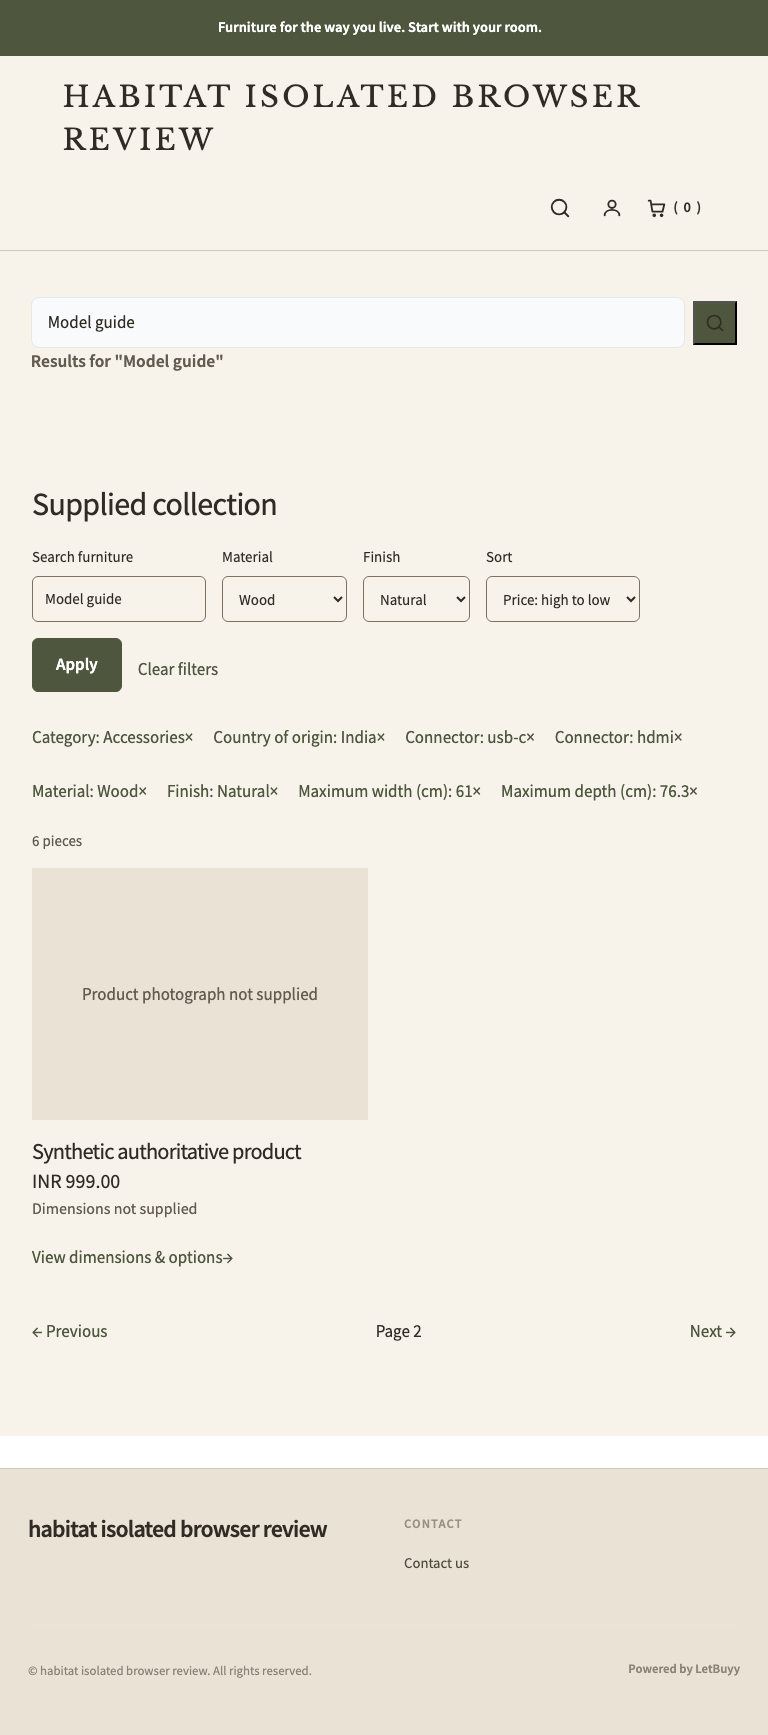 Furniture for the way you live. Start with your room.
HABITAT ISOLATED BROWSER
REVIEW
( 0 )
Model guide
Results for "Model guide"
Supplied collection
Search furniture Material Finish Sort
Model guide Wood Natural Price: high to low
Apply Clear filters
Category: Accessories× Country of origin: India× Connector: usb-c× Connector: hdmi×
Material: Wood× Finish: Natural× Maximum width (cm): 61× Maximum depth (cm): 76.3×
6 pieces
Product photograph not supplied
Synthetic authoritative product
INR 999.00
Dimensions not supplied
View dimensions & options→
← Previous Page 2 Next →
habitat isolated browser review
CONTACT
Contact us
© habitat isolated browser review. All rights reserved.
Powered by LetBuyy